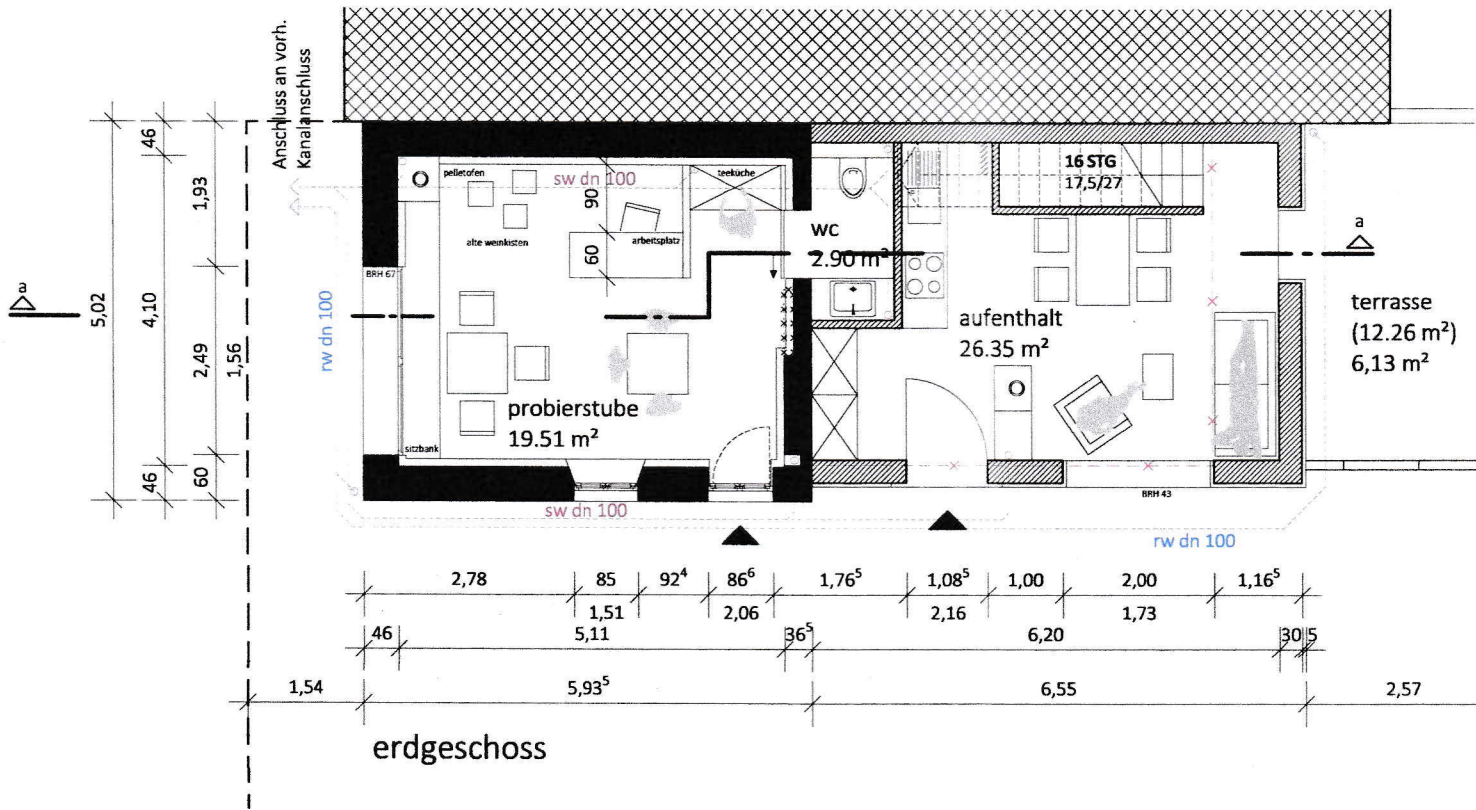 Anschluss an vorh.
Kanalanschluss
46
1,93
5,02
4,10
2,49
1,56
46
60
a
rw dn 100
pelletofen
sw dn 100
teeküche
90
alte weinkisten
arbeitsplatz
60
BRH 67
probierstube
19.51 m²
sitzbank
sw dn 100
wc
2.90 m²
16 STG
17,5/27
aufenthalt
26.35 m²
BRH 43
a
terrasse
(12.26 m²)
6,13 m²
rw dn 100
2,78 85 92⁴ 86⁶ 1,76⁵ 1,08⁵ 1,00 2,00 1,16⁵
1,51 2,06 2,16 1,73
46 5,11 36⁵ 6,20 30 5
1,54 5,93⁵ 6,55 2,57
erdgeschoss